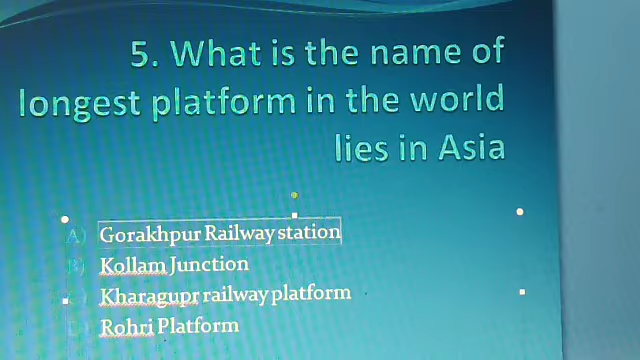 5. What is the name of
longest platform in the world
lies in Asia
A) Gorakhpur Railway station
B) Kollam Junction
Kharagupr railway platform
Rohri Platform